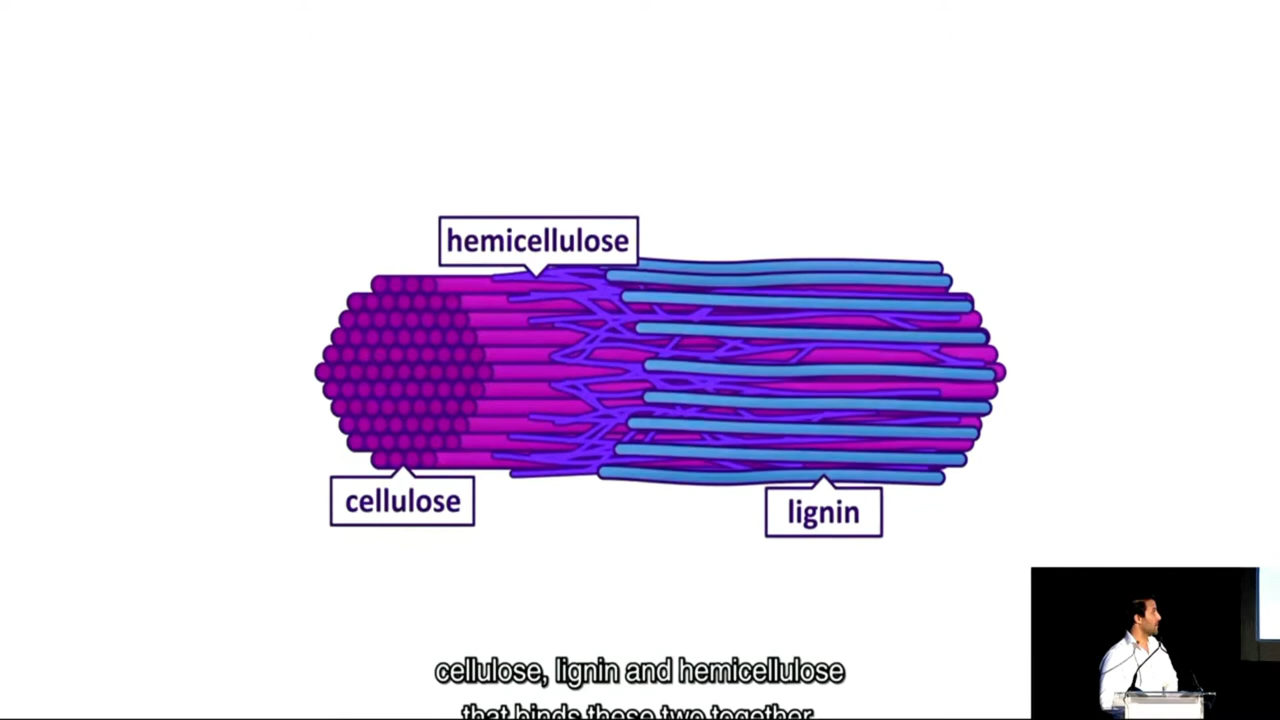 hemicellulose
cellulose
lignin
cellulose, lignin and hemicellulose
that binds these two together